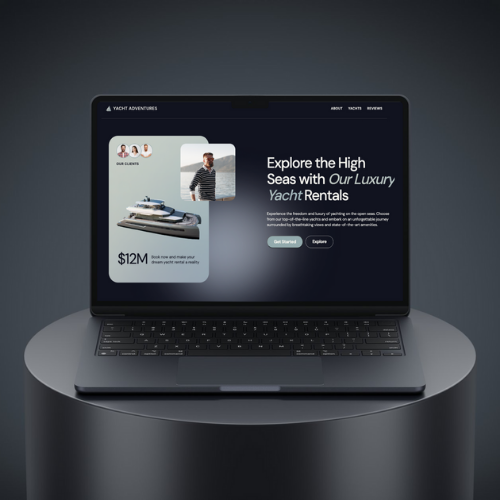 YACHT ADVENTURES
ABOUT YACHTS REVIEWS
OUR CLIENTS
$12M
Book now and make your
dream yacht rental a reality
Explore the High
Seas with Our Luxury
Yacht Rentals
Experience the freedom and luxury of yachting on the open seas. Choose
from our top-of-the-line yachts and embark on an unforgettable journey
surrounded by breathtaking views and state-of-the-art amenities.
Get Started
Explore